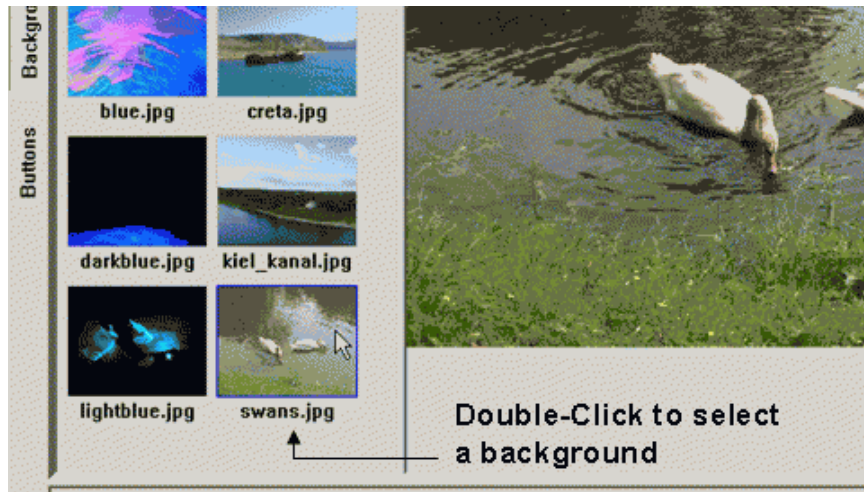 Buttons
blue.jpg
creta.jpg
darkblue.jpg
kiel_kanal.jpg
lightblue.jpg
swans.jpg
Double-Click to select
a background